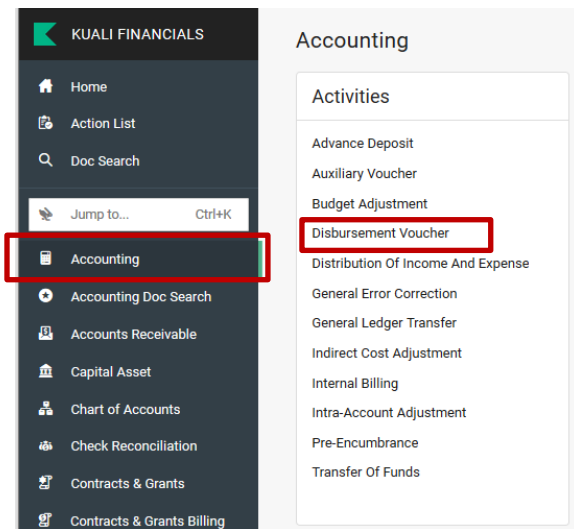 KUALI FINANCIALS
Home
Action List
Doc Search
Jump to... Ctrl+K
Accounting
Accounting Doc Search
Accounts Receivable
Capital Asset
Chart of Accounts
Check Reconciliation
Contracts & Grants
Contracts & Grants Billing
Accounting
Activities
Advance Deposit
Auxiliary Voucher
Budget Adjustment
Disbursement Voucher
Distribution Of Income And Expense
General Error Correction
General Ledger Transfer
Indirect Cost Adjustment
Internal Billing
Intra-Account Adjustment
Pre-Encumbrance
Transfer Of Funds